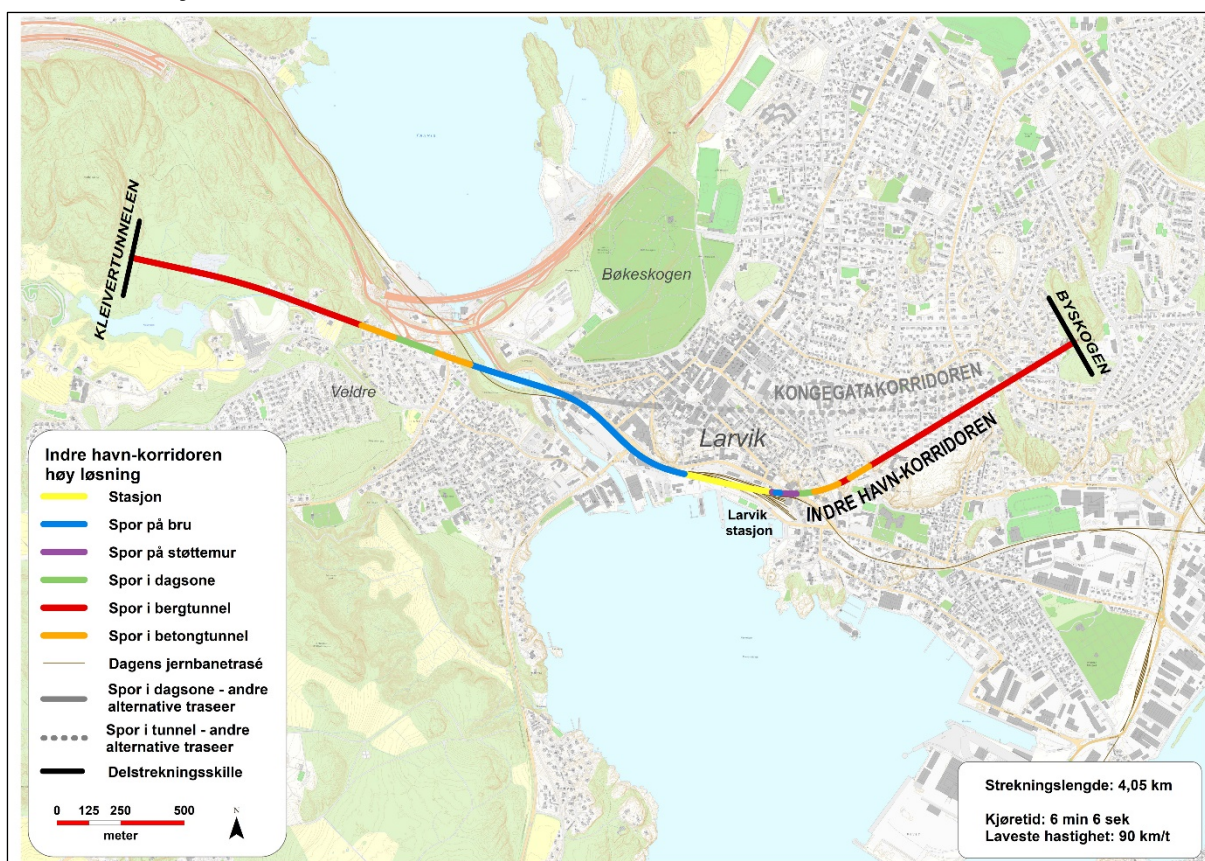 KLEIVERTUNNELEN
Bøkeskogen
BYSKOGEN
Veldre
KONGEGATAKORRIDOREN
Larvik
INDRE HAVN-KORRIDOREN
Larvik
stasjon
Indre havn-korridoren
høy løsning
Stasjon
Spor på bru
Spor på støttemur
Spor i dagsone
Spor i bergtunnel
Spor i betongtunnel
Dagens jernbanetrasé
Spor i dagsone - andre
alternative traseer
Spor i tunnel - andre
alternative traseer
Delstrekningsskille
0 125 250 500
meter
N
Strekningslengde: 4,05 km
Kjøretid: 6 min 6 sek
Laveste hastighet: 90 km/t